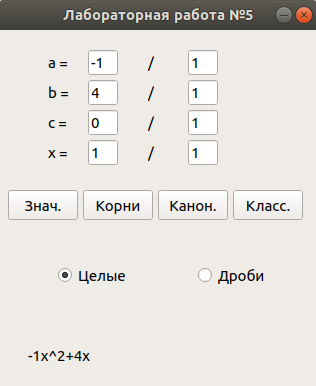 Лабораторная работа №5
a = -1 / 1
b = 4 / 1
c = 0 / 1
x = 1 / 1
Знач. Корни Канон. Класс.
Целые Дроби
-1x^2+4x